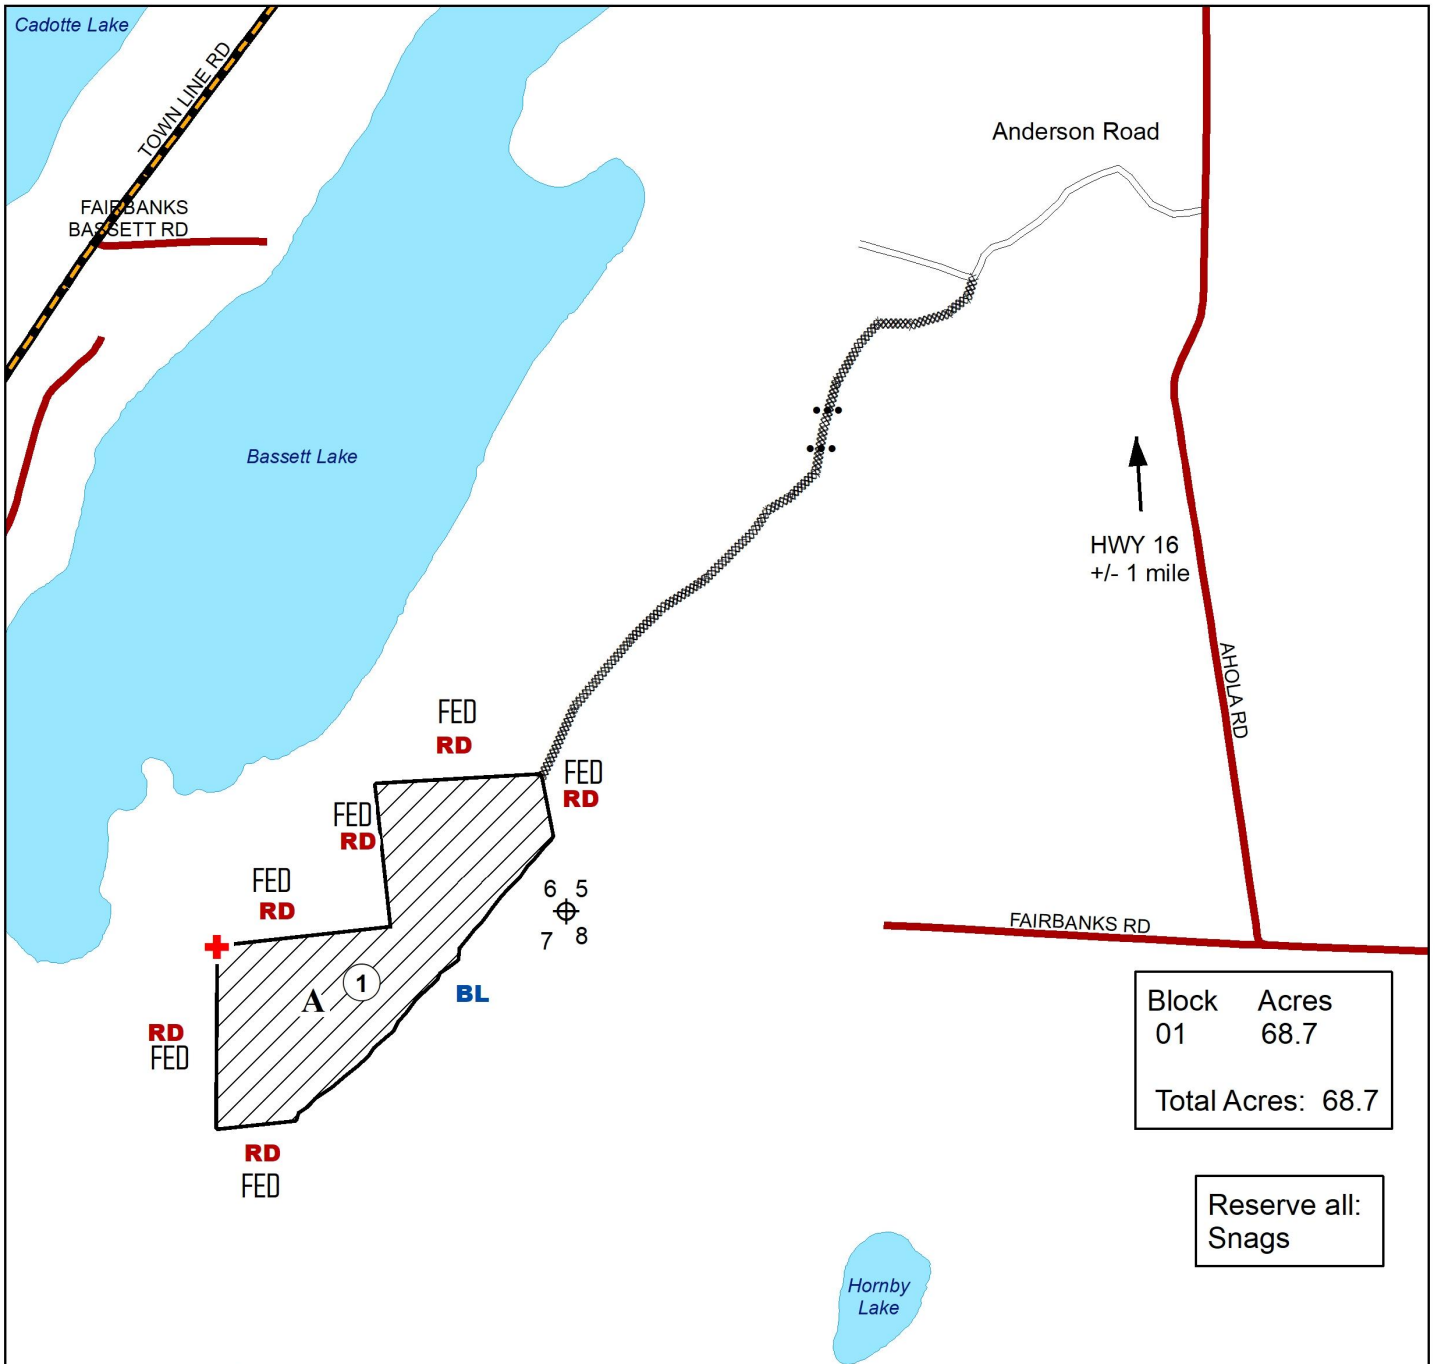 Cadotte Lake
TOWN LINE RD
Anderson Road
FAIRBANKS
BASSETT RD
Bassett Lake
HWY 16
+/- 1 mile
AHOLA RD
FED
RD
FED
RD
FED
RD
FED
RD
6 5
7 8
FAIRBANKS RD
A
1
BL
RD
FED
RD
FED
Block Acres
01 68.7
Total Acres: 68.7
Reserve all:
Snags
Hornby
Lake